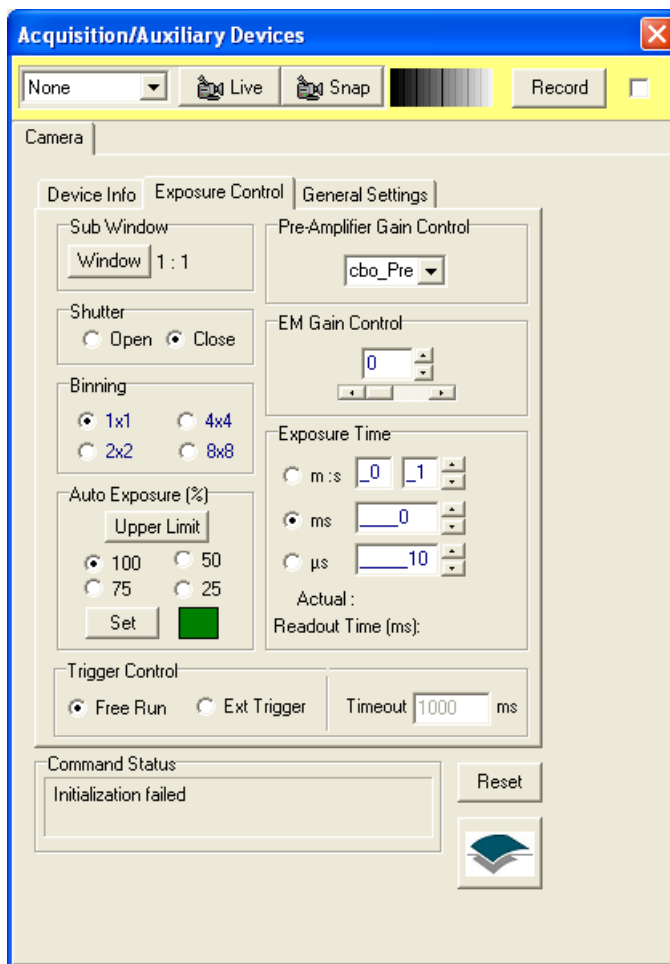 Acquisition/Auxiliary Devices
None Live Snap Record
Camera
Device Info Exposure Control General Settings
Sub Window
Window 1 : 1
Shutter
Open Close
Binning
1x1 4x4
2x2 8x8
Auto Exposure (%)
Upper Limit
100 50
75 25
Set
Pre-Amplifier Gain Control
cbo_Pre
EM Gain Control
0
Exposure Time
m :s _0 _1
ms ____0
µs _____10
Actual :
Readout Time (ms):
Trigger Control
Free Run Ext Trigger Timeout 1000 ms
Command Status
Initialization failed
Reset